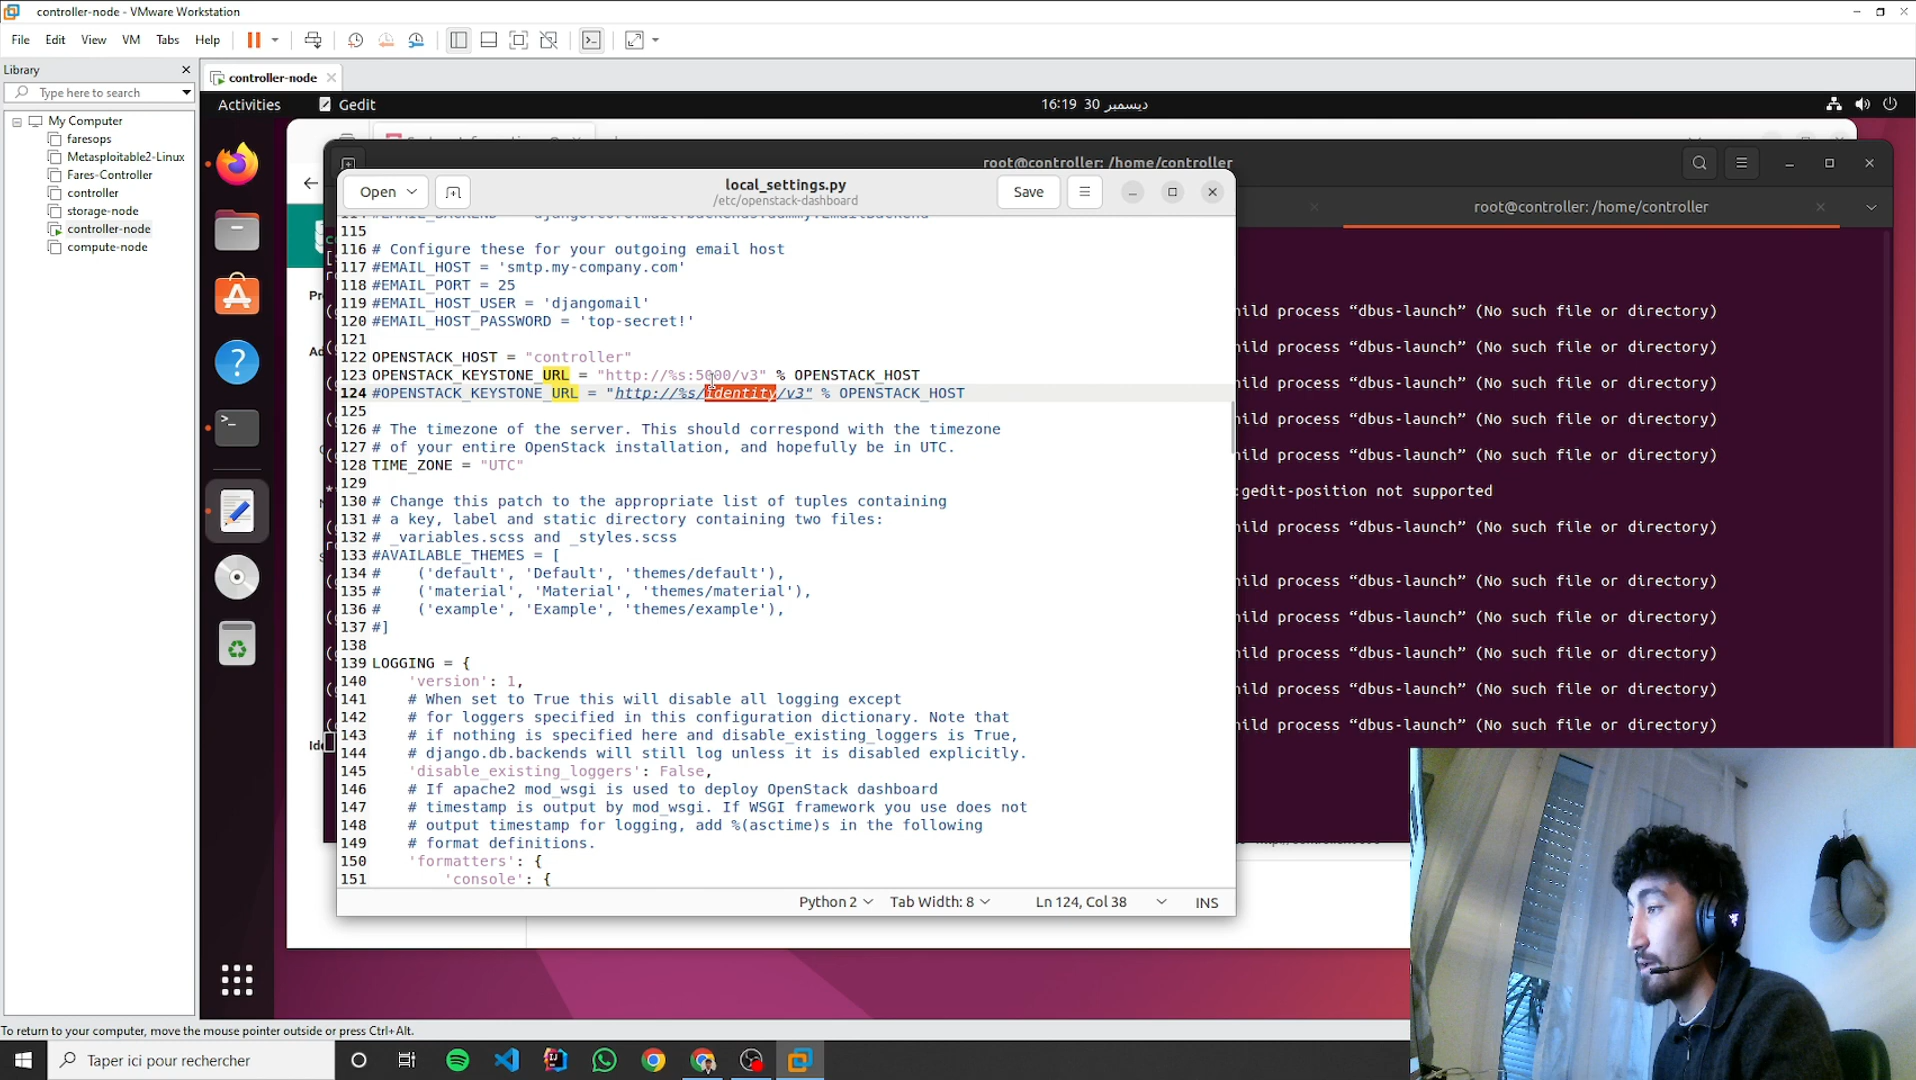 controller-node - VMware Workstation
File Edit View VM Tabs Help
Library
Type here to search
My Computer
faresops
Metasploitable2-Linux
Fares-Controller
controller
storage-node
controller-node
compute-node
controller-node
Activities Gedit
16:19 30 ديسمبر
root@controller: /home/controller
root@controller: /home/controller
Open
local_settings.py
/etc/openstack-dashboard
Save
115
116 # Configure these for your outgoing email host
117 #EMAIL_HOST = 'smtp.my-company.com'
118 #EMAIL_PORT = 25
119 #EMAIL_HOST_USER = 'djangomail'
120 #EMAIL_HOST_PASSWORD = 'top-secret!'
121
122 OPENSTACK_HOST = "controller"
123 OPENSTACK_KEYSTONE_URL = "http://%s:5000/v3" % OPENSTACK_HOST
124 #OPENSTACK_KEYSTONE_URL = "http://%s/identity/v3" % OPENSTACK_HOST
125
126 # The timezone of the server. This should correspond with the timezone
127 # of your entire OpenStack installation, and hopefully be in UTC.
128 TIME_ZONE = "UTC"
129
130 # Change this patch to the appropriate list of tuples containing
131 # a key, label and static directory containing two files:
132 # _variables.scss and _styles.scss
133 #AVAILABLE_THEMES = [
134 #    ('default', 'Default', 'themes/default'),
135 #    ('material', 'Material', 'themes/material'),
136 #    ('example', 'Example', 'themes/example'),
137 #]
138
139 LOGGING = {
140     'version': 1,
141     # When set to True this will disable all logging except
142     # for loggers specified in this configuration dictionary. Note that
143     # if nothing is specified here and disable_existing_loggers is True,
144     # django.db.backends will still log unless it is disabled explicitly.
145     'disable_existing_loggers': False,
146     # If apache2 mod_wsgi is used to deploy OpenStack dashboard
147     # timestamp is output by mod_wsgi. If WSGI framework you use does not
148     # output timestamp for logging, add %(asctime)s in the following
149     # format definitions.
150     'formatters': {
151         'console': {
Python 2 Tab Width: 8 Ln 124, Col 38 INS
hild process “dbus-launch” (No such file or directory)
hild process “dbus-launch” (No such file or directory)
hild process “dbus-launch” (No such file or directory)
hild process “dbus-launch” (No such file or directory)
hild process “dbus-launch” (No such file or directory)
:gedit-position not supported
hild process “dbus-launch” (No such file or directory)
hild process “dbus-launch” (No such file or directory)
hild process “dbus-launch” (No such file or directory)
hild process “dbus-launch” (No such file or directory)
hild process “dbus-launch” (No such file or directory)
hild process “dbus-launch” (No such file or directory)
To return to your computer, move the mouse pointer outside or press Ctrl+Alt.
Taper ici pour rechercher